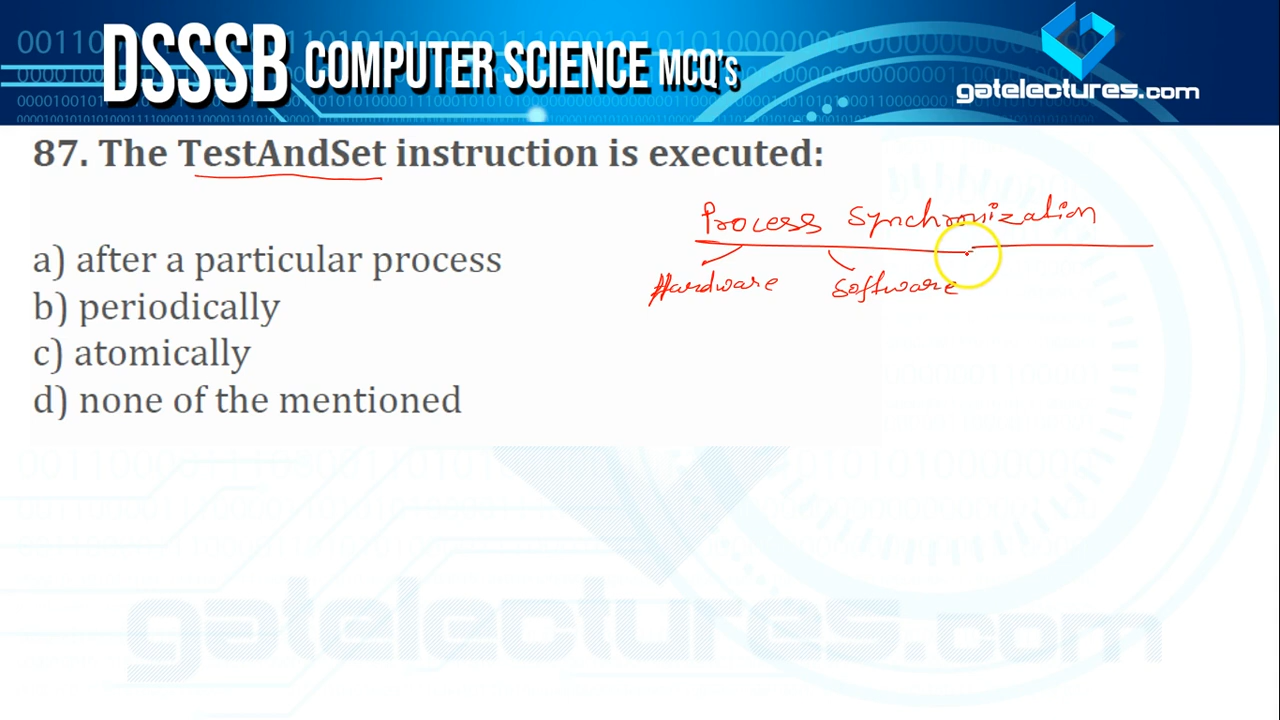 DSSSB COMPUTER SCIENCE MCQ's
gatelectures.com
87. The TestAndSet instruction is executed:
Process Synchronization
Hardware Software
a) after a particular process
b) periodically
c) atomically
d) none of the mentioned
gatelectures.com